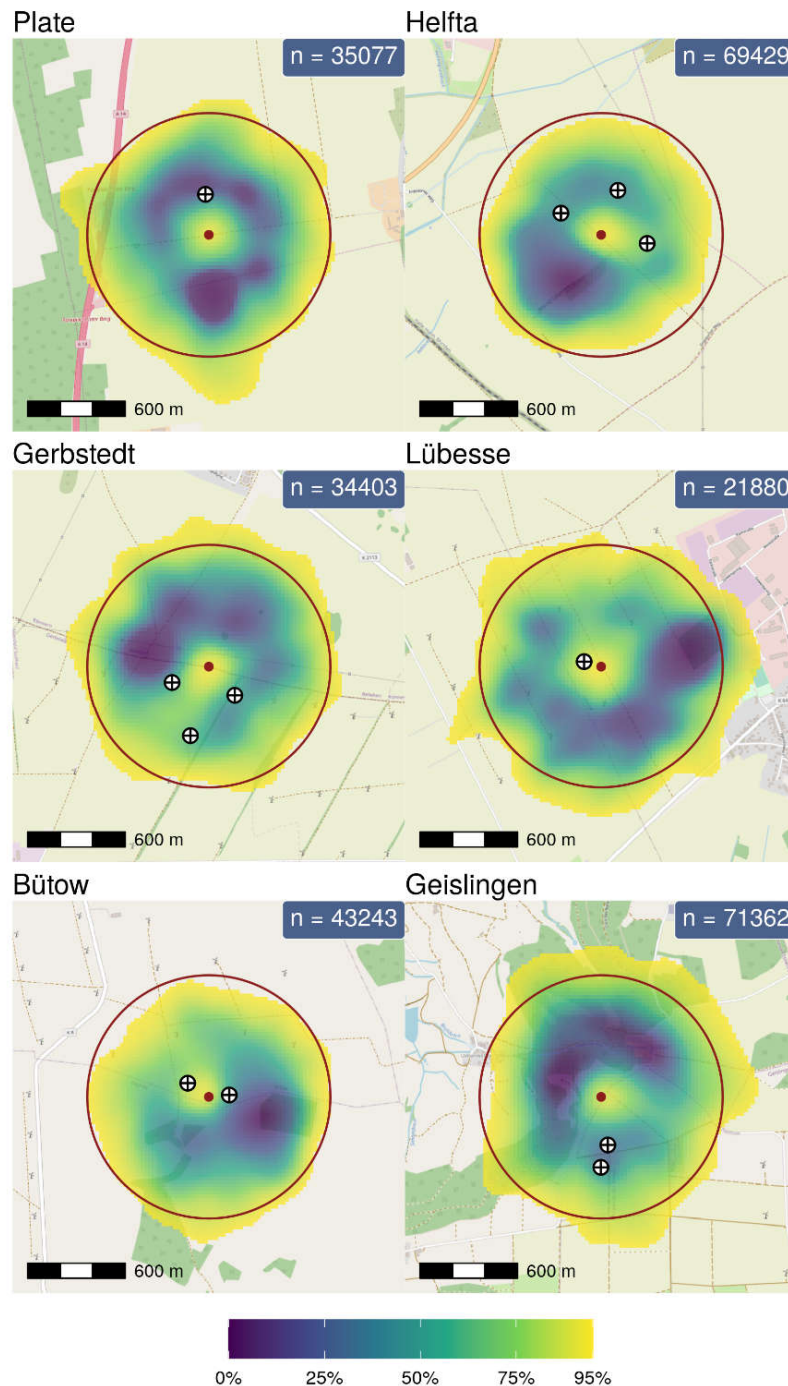 Plate
Helfta
n = 35077
n = 69429
600 m
600 m
Gerbstedt
Lübesse
n = 34403
n = 21880
600 m
600 m
Bütow
Geislingen
n = 43243
n = 71362
600 m
600 m
0%
25%
50%
75%
95%